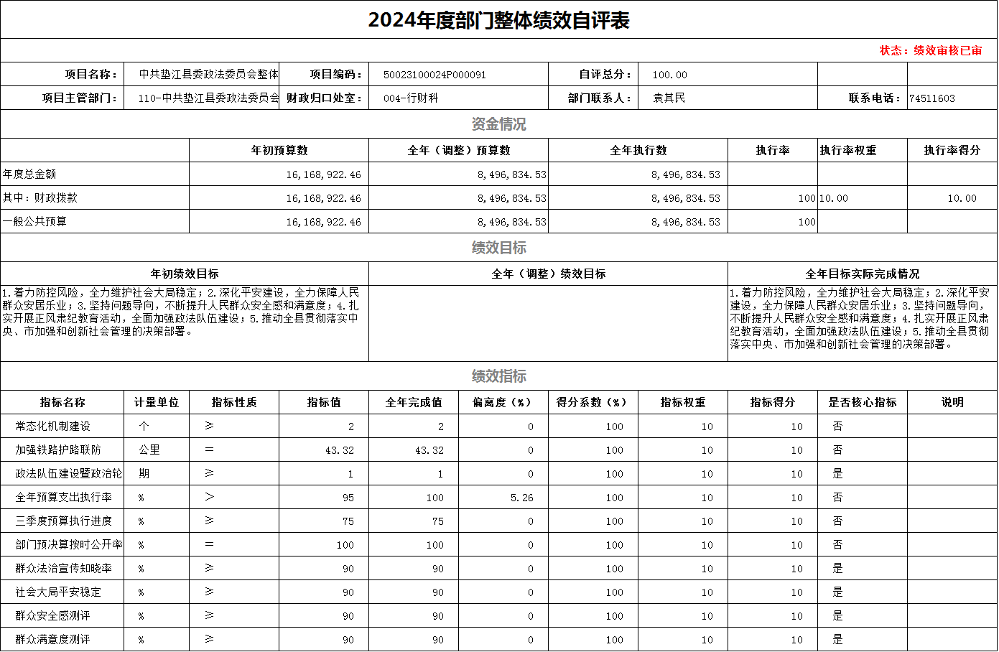 2024年度部门整体绩效自评表
状态：绩效审核已审
项目名称： 中共垫江县委政法委员会整体 项目编码： 50023100024P000091 自评总分： 100.00
项目主管部门： 110-中共垫江县委政法委员会 财政归口处室： 004-行财科 部门联系人： 袁其民 联系电话： 74511603
资金情况
年初预算数 全年（调整）预算数 全年执行数 执行率 执行率权重 执行率得分
年度总金额 16,168,922.46 8,496,834.53 8,496,834.53
其中：财政拨款 16,168,922.46 8,496,834.53 8,496,834.53 100 10.00 10.00
一般公共预算 16,168,922.46 8,496,834.53 8,496,834.53 100
绩效目标
年初绩效目标 全年（调整）绩效目标 全年目标实际完成情况
1.着力防控风险，全力维护社会大局稳定；2.深化平安建设，全力保障人民
群众安居乐业；3.坚持问题导向，不断提升人民群众安全感和满意度；4.扎
实开展正风肃纪教育活动，全面加强政法队伍建设；5.推动全县贯彻落实中
央、市加强和创新社会管理的决策部署。
1.着力防控风险，全力维护社会大局稳定；2.深化平安
建设，全力保障人民群众安居乐业；3.坚持问题导向，
不断提升人民群众安全感和满意度；4.扎实开展正风肃
纪教育活动，全面加强政法队伍建设；5.推动全县贯彻
落实中央、市加强和创新社会管理的决策部署。
绩效指标
指标名称 计量单位 指标性质 指标值 全年完成值 偏离度（%） 得分系数（%） 指标权重 指标得分 是否核心指标 说明
常态化机制建设 个 ≥ 2 2 0 100 10 10 否
加强铁路护路联防 公里 ＝ 43.32 43.32 0 100 10 10 否
政法队伍建设暨政治轮 期 ≥ 1 1 0 100 10 10 是
全年预算支出执行率 % ＞ 95 100 5.26 100 10 10 否
三季度预算执行进度 % ≥ 75 75 0 100 10 10 否
部门预决算按时公开率 % ＝ 100 100 0 100 10 10 否
群众法治宣传知晓率 % ≥ 90 90 0 100 10 10 是
社会大局平安稳定 % ≥ 90 90 0 100 10 10 是
群众安全感测评 % ≥ 90 90 0 100 10 10 是
群众满意度测评 % ≥ 90 90 0 100 10 10 是